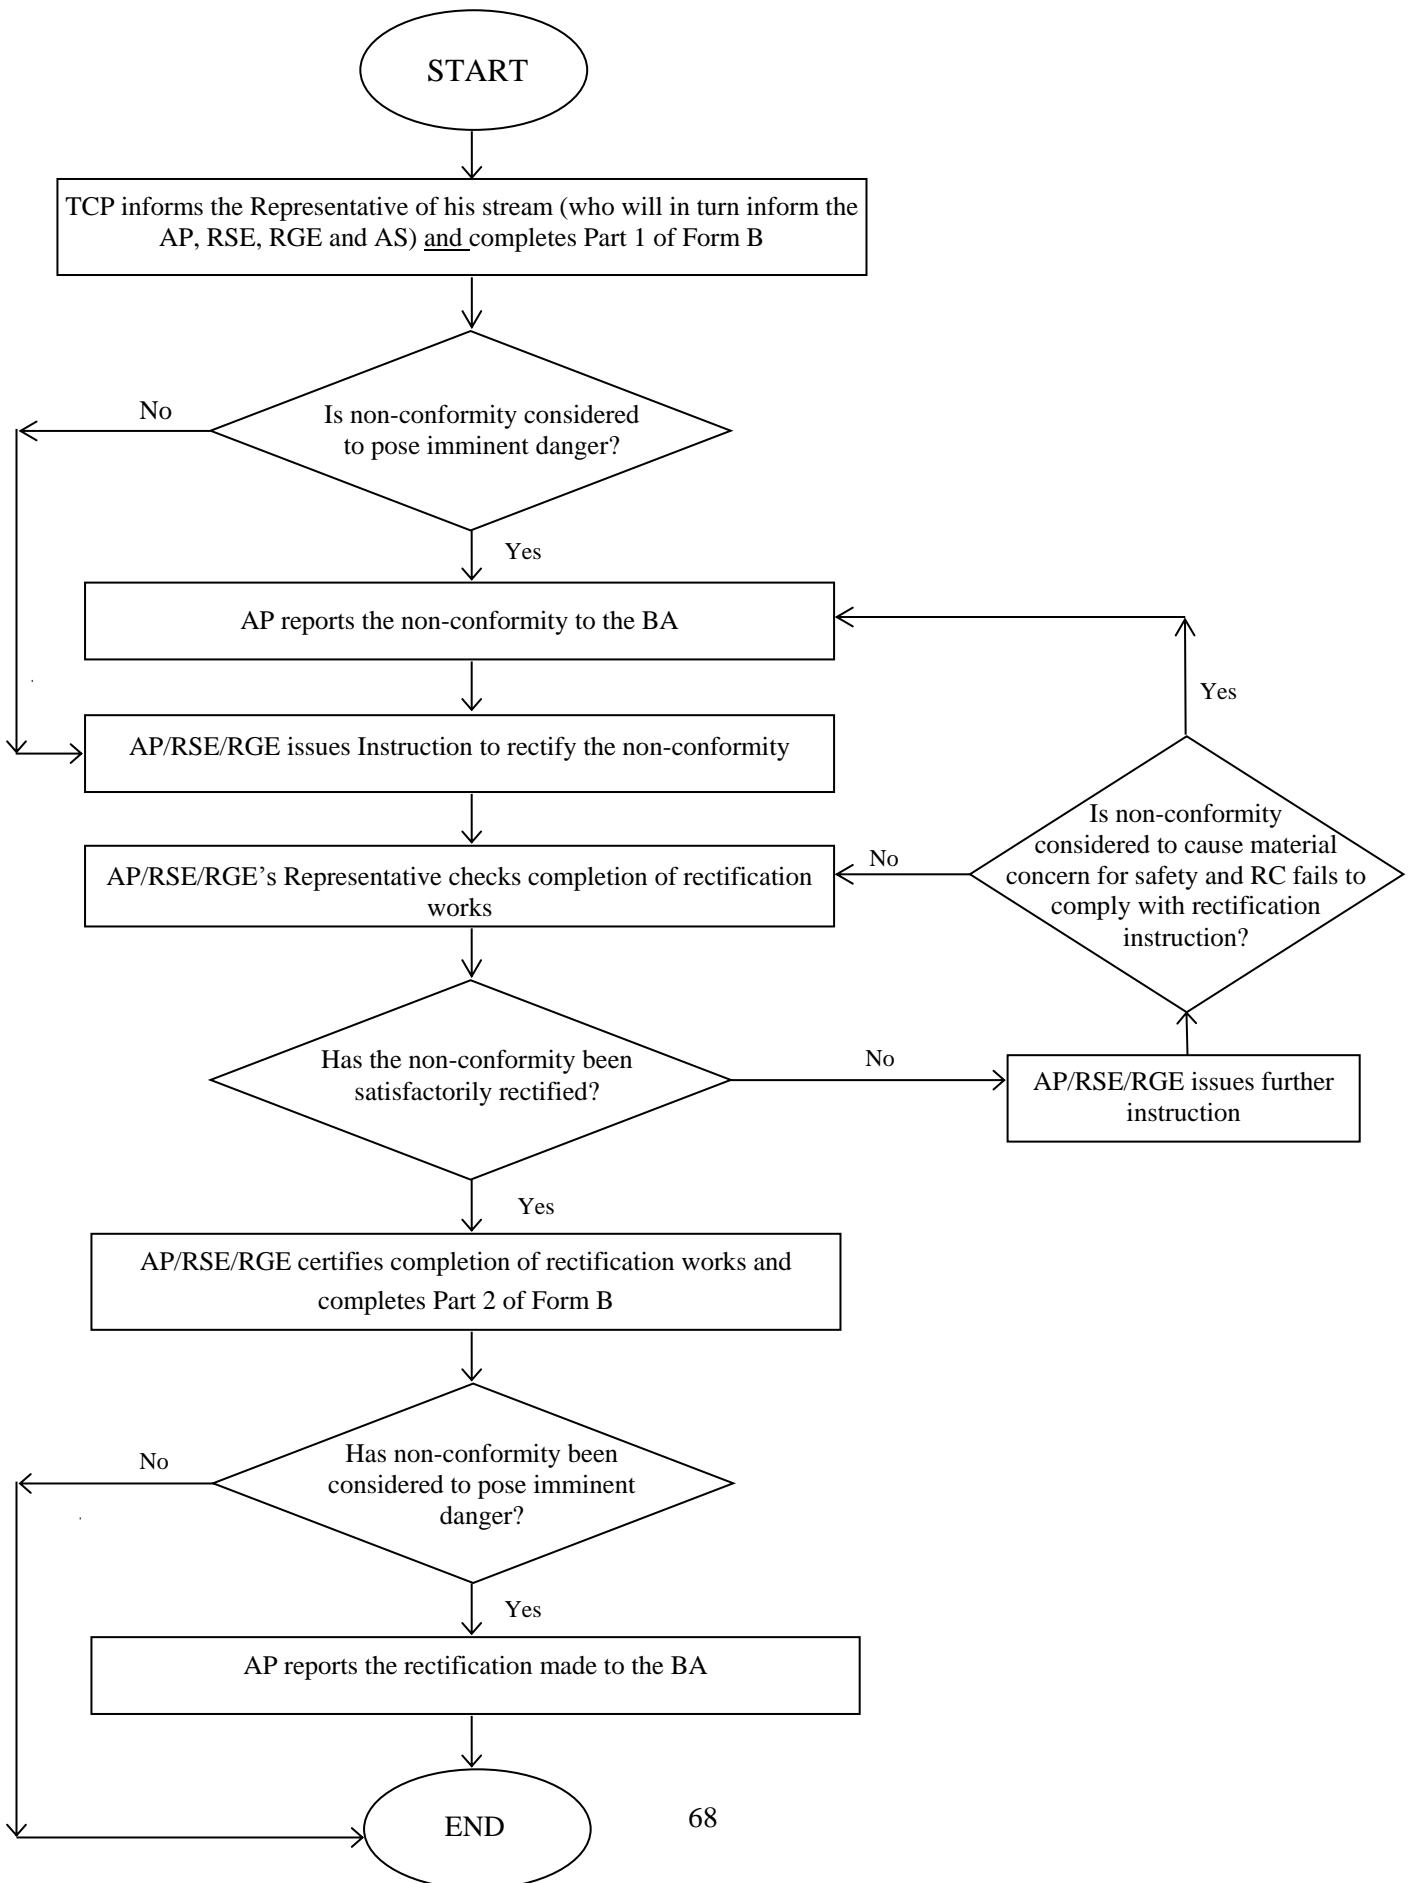 START
TCP informs the Representative of his stream (who will in turn inform the
AP, RSE, RGE and AS) and completes Part 1 of Form B
No
Is non-conformity considered
to pose imminent danger?
Yes
AP reports the non-conformity to the BA
Yes
AP/RSE/RGE issues Instruction to rectify the non-conformity
Is non-conformity
considered to cause material
concern for safety and RC fails to
comply with rectification
instruction?
No
AP/RSE/RGE’s Representative checks completion of rectification
works
Has the non-conformity been
satisfactorily rectified?
No
AP/RSE/RGE issues further
instruction
Yes
AP/RSE/RGE certifies completion of rectification works and
completes Part 2 of Form B
No
Has non-conformity been
considered to pose imminent
danger?
Yes
AP reports the rectification made to the BA
END
68